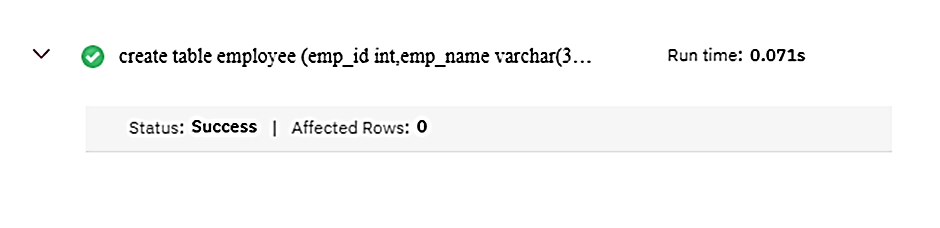 create table employee (emp_id int,emp_name varchar(3... Run time: 0.071s
Status: Success | Affected Rows: 0